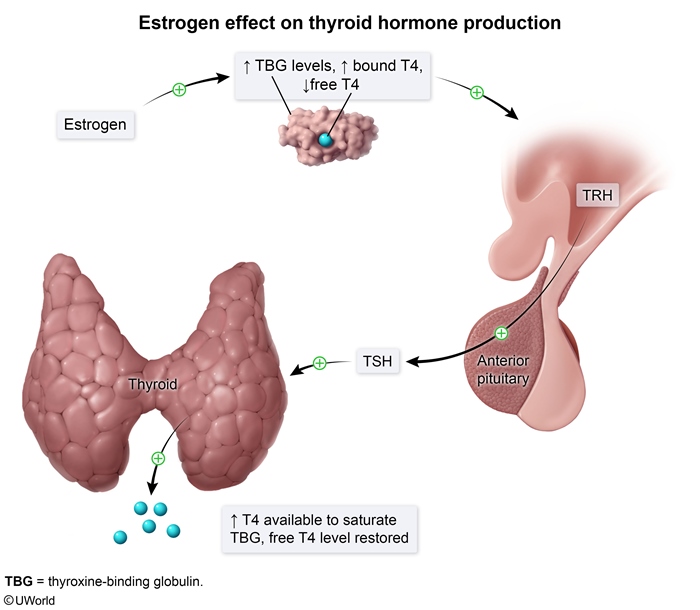 Estrogen effect on thyroid hormone production
↑ TBG levels, ↑ bound T4,
↓free T4
Estrogen
TRH
Anterior
pituitary
TSH
Thyroid
↑ T4 available to saturate
TBG, free T4 level restored
TBG = thyroxine-binding globulin.
©UWorld